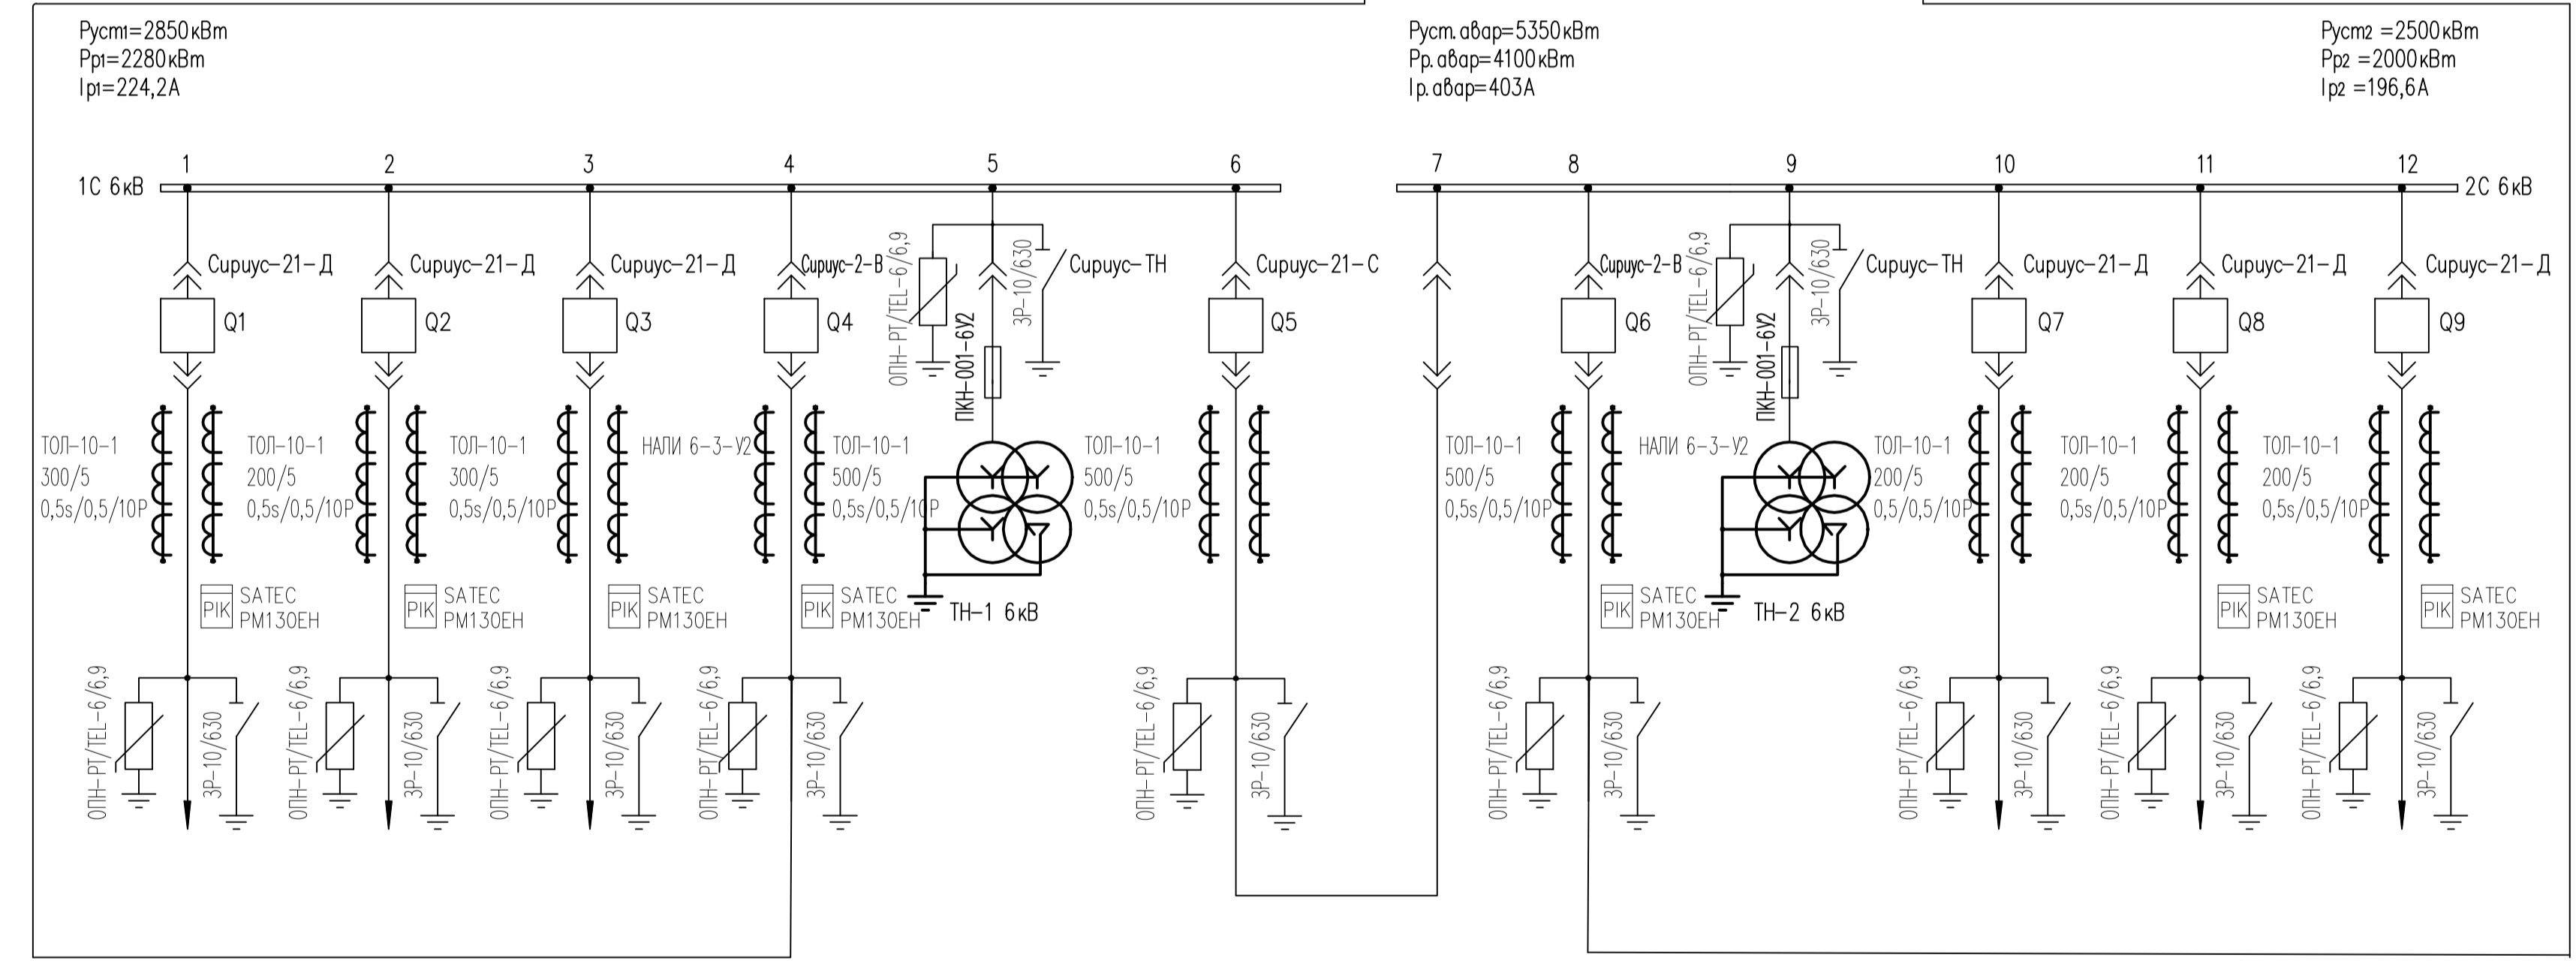 Pуст1=2850кВт
Pр1=2280кВт
Iр1=224,2А
Pуст.авар=5350кВт
Pр.авар=4100кВт
Iр.авар=403А
Pуст2 =2500кВт
Pр2 =2000кВт
Iр2 =196,6А
1 2 3 4 5 6 7 8 9 10 11 12
1С 6кВ
2С 6кВ
Сириус-21-Д
Сириус-21-Д
Сириус-21-Д
Сириус-2-В
Сириус-ТН
Сириус-21-С
Сириус-2-В
Сириус-ТН
Сириус-21-Д
Сириус-21-Д
Сириус-21-Д
ОПН-РТ/TEL-6/6,9
ЗР-10/630
ОПН-РТ/TEL-6/6,9
ЗР-10/630
Q1
Q2
Q3
Q4
ПКН-001-6У2
Q5
Q6
ПКН-001-6У2
Q7
Q8
Q9
ТОЛ-10-1
300/5
0,5s/0,5/10Р
ТОЛ-10-1
200/5
0,5s/0,5/10Р
ТОЛ-10-1
300/5
0,5s/0,5/10Р
НАЛИ 6-3-У2
ТОЛ-10-1
500/5
0,5s/0,5/10Р
ТОЛ-10-1
500/5
0,5s/0,5/10Р
ТОЛ-10-1
500/5
0,5s/0,5/10Р
НАЛИ 6-3-У2
ТОЛ-10-1
200/5
0,5/0,5/10Р
ТОЛ-10-1
200/5
0,5s/0,5/10Р
ТОЛ-10-1
200/5
0,5s/0,5/10Р
PIK
SATEC
PM130EH
PIK
SATEC
PM130EH
PIK
SATEC
PM130EH
PIK
SATEC
PM130EH
ТН-1 6кВ
PIK
SATEC
PM130EH
ТН-2 6кВ
PIK
SATEC
PM130EH
PIK
SATEC
PM130EH
ОПН-РТ/TEL-6/6,9
ЗР-10/630
ОПН-РТ/TEL-6/6,9
ЗР-10/630
ОПН-РТ/TEL-6/6,9
ЗР-10/630
ОПН-РТ/TEL-6/6,9
ЗР-10/630
ОПН-РТ/TEL-6/6,9
ЗР-10/630
ОПН-РТ/TEL-6/6,9
ЗР-10/630
ОПН-РТ/TEL-6/6,9
ЗР-10/630
ОПН-РТ/TEL-6/6,9
ЗР-10/630
ОПН-РТ/TEL-6/6,9
ЗР-10/630